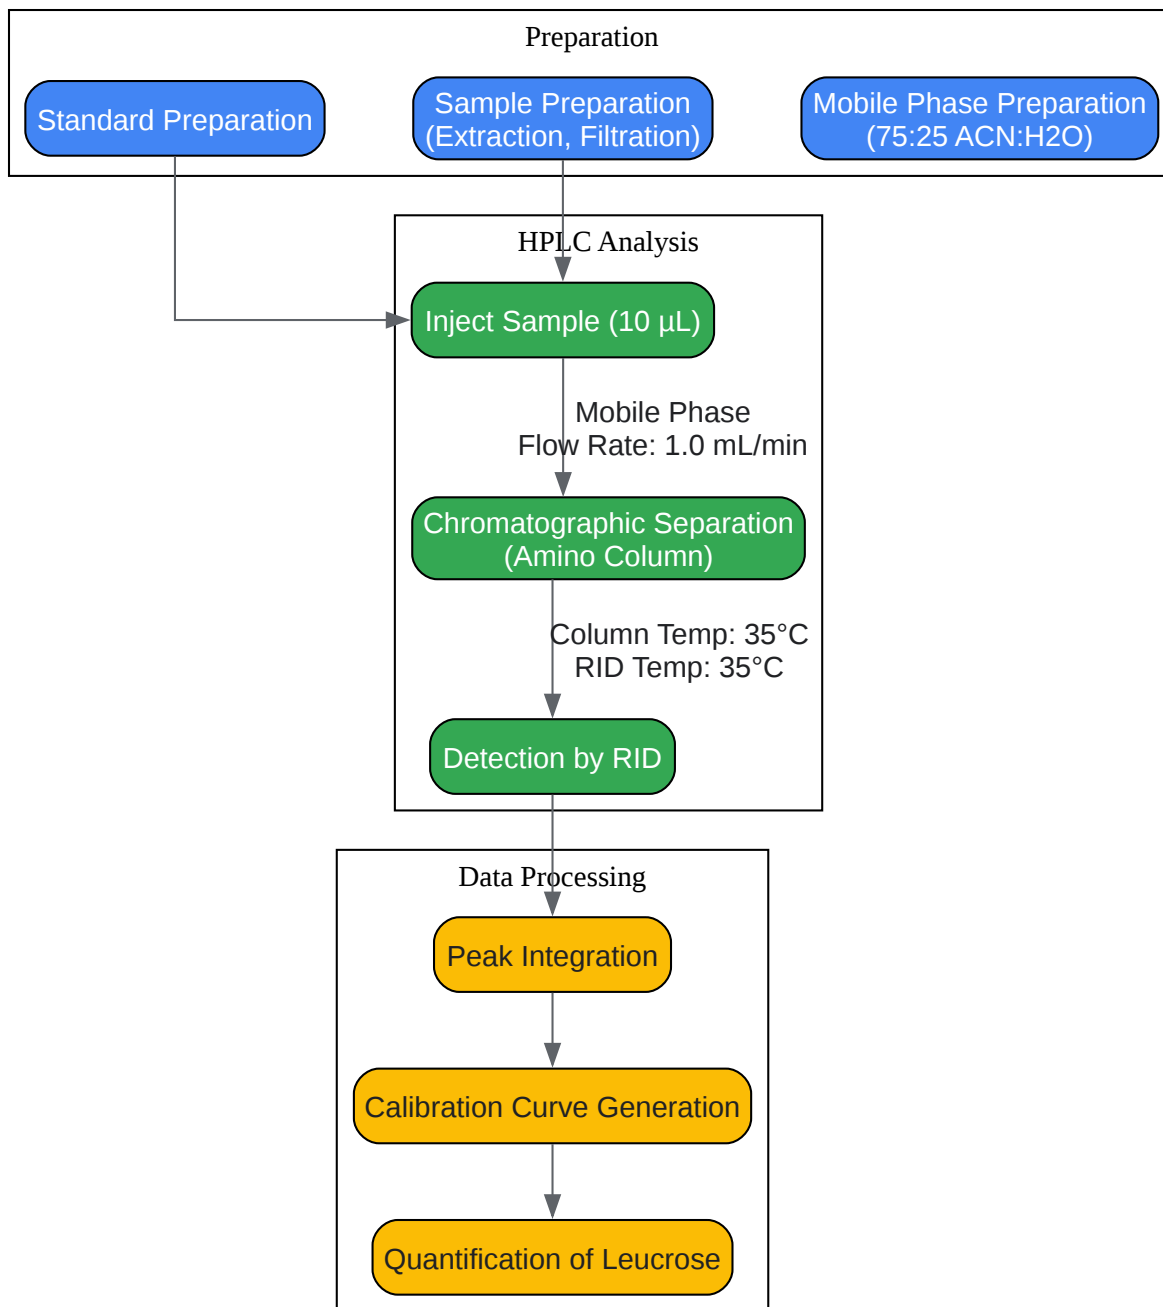 Preparation
Standard Preparation
Sample Preparation
(Extraction, Filtration)
Mobile Phase Preparation
(75:25 ACN:H2O)
HPLC Analysis
Inject Sample (10 µL)
Mobile Phase
Flow Rate: 1.0 mL/min
Chromatographic Separation
(Amino Column)
Column Temp: 35°C
RID Temp: 35°C
Detection by RID
Data Processing
Peak Integration
Calibration Curve Generation
Quantification of Leucrose